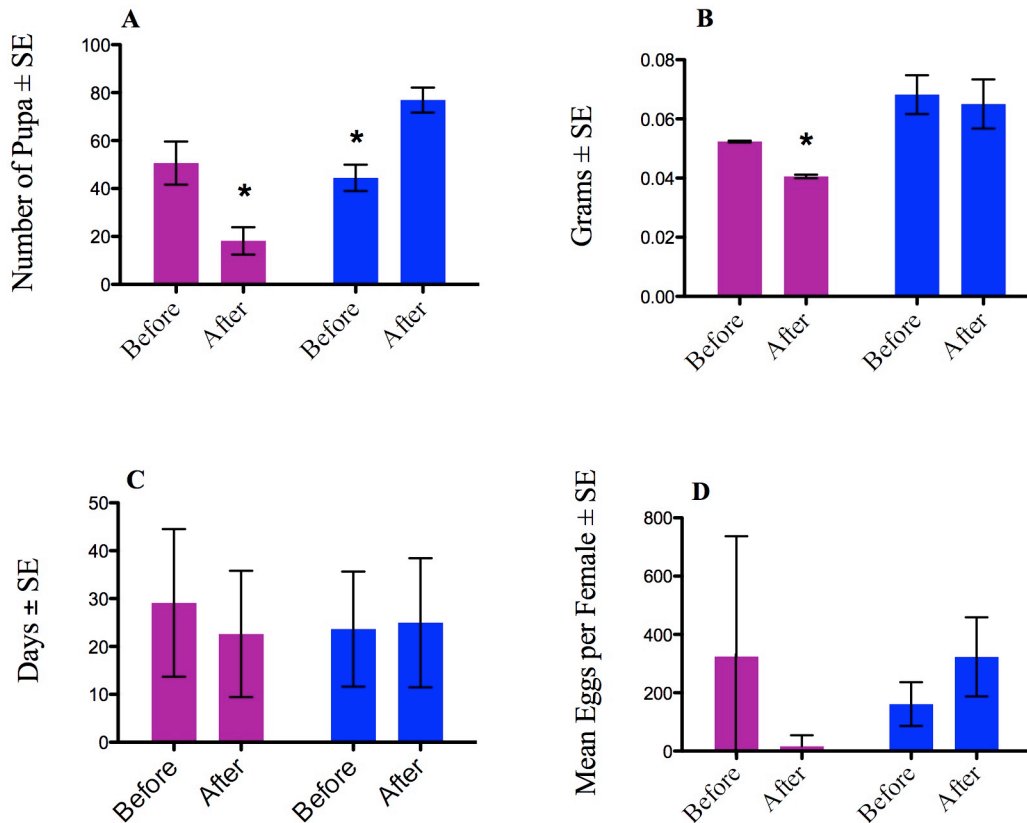 A
Number of Pupa ± SE
100
80
60
40
20
0
*
*
Before
After
Before
After
B
Grams ± SE
0.08
0.06
0.04
0.02
0.00
*
Before
After
Before
After
C
Days ± SE
50
40
30
20
10
0
Before
After
Before
After
D
Mean Eggs per Female ± SE
800
600
400
200
0
Before
After
Before
After